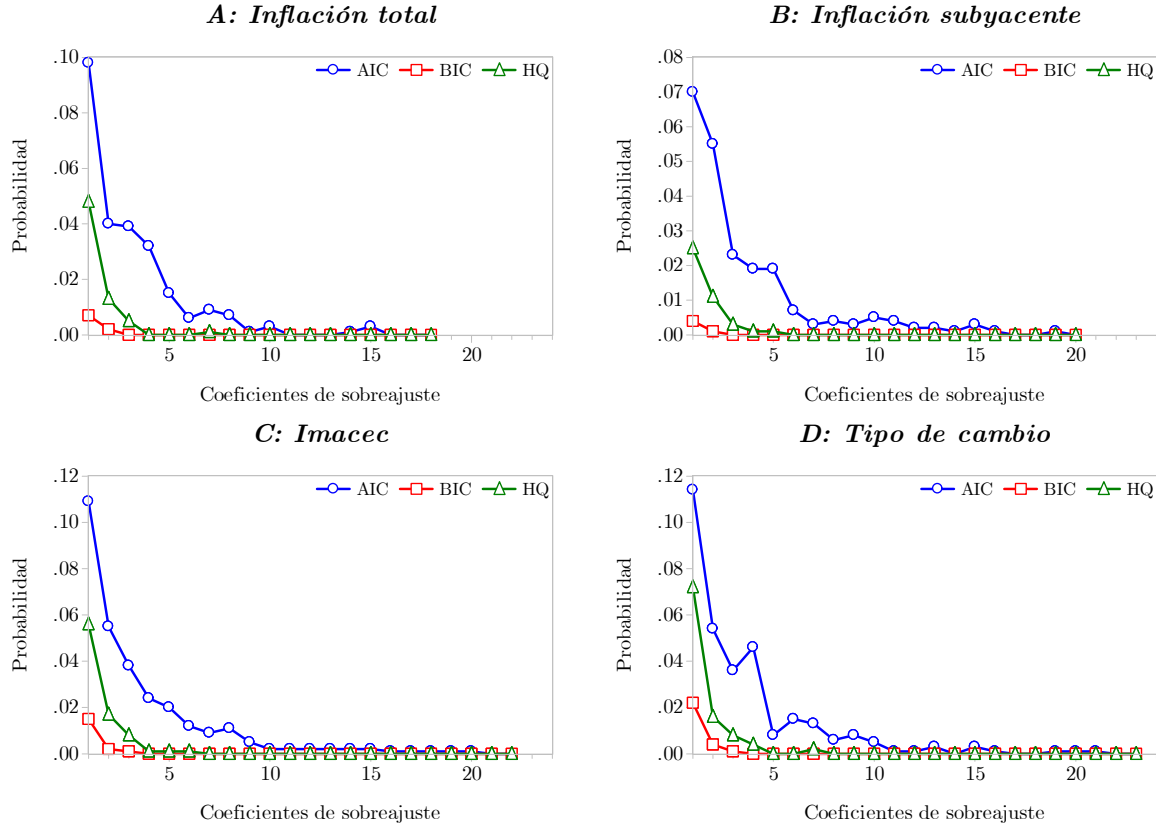 A: Inflación total
.10
.08
.06
.04
.02
.00
Probabilidad
AIC BIC HQ
5 10 15 20
Coeficientes de sobreajuste
B: Inflación subyacente
.08
.07
.06
.05
.04
.03
.02
.01
.00
Probabilidad
AIC BIC HQ
5 10 15 20
Coeficientes de sobreajuste
C: Imacec
.12
.10
.08
.06
.04
.02
.00
Probabilidad
AIC BIC HQ
5 10 15 20
Coeficientes de sobreajuste
D: Tipo de cambio
.12
.10
.08
.06
.04
.02
.00
Probabilidad
AIC BIC HQ
5 10 15 20
Coeficientes de sobreajuste